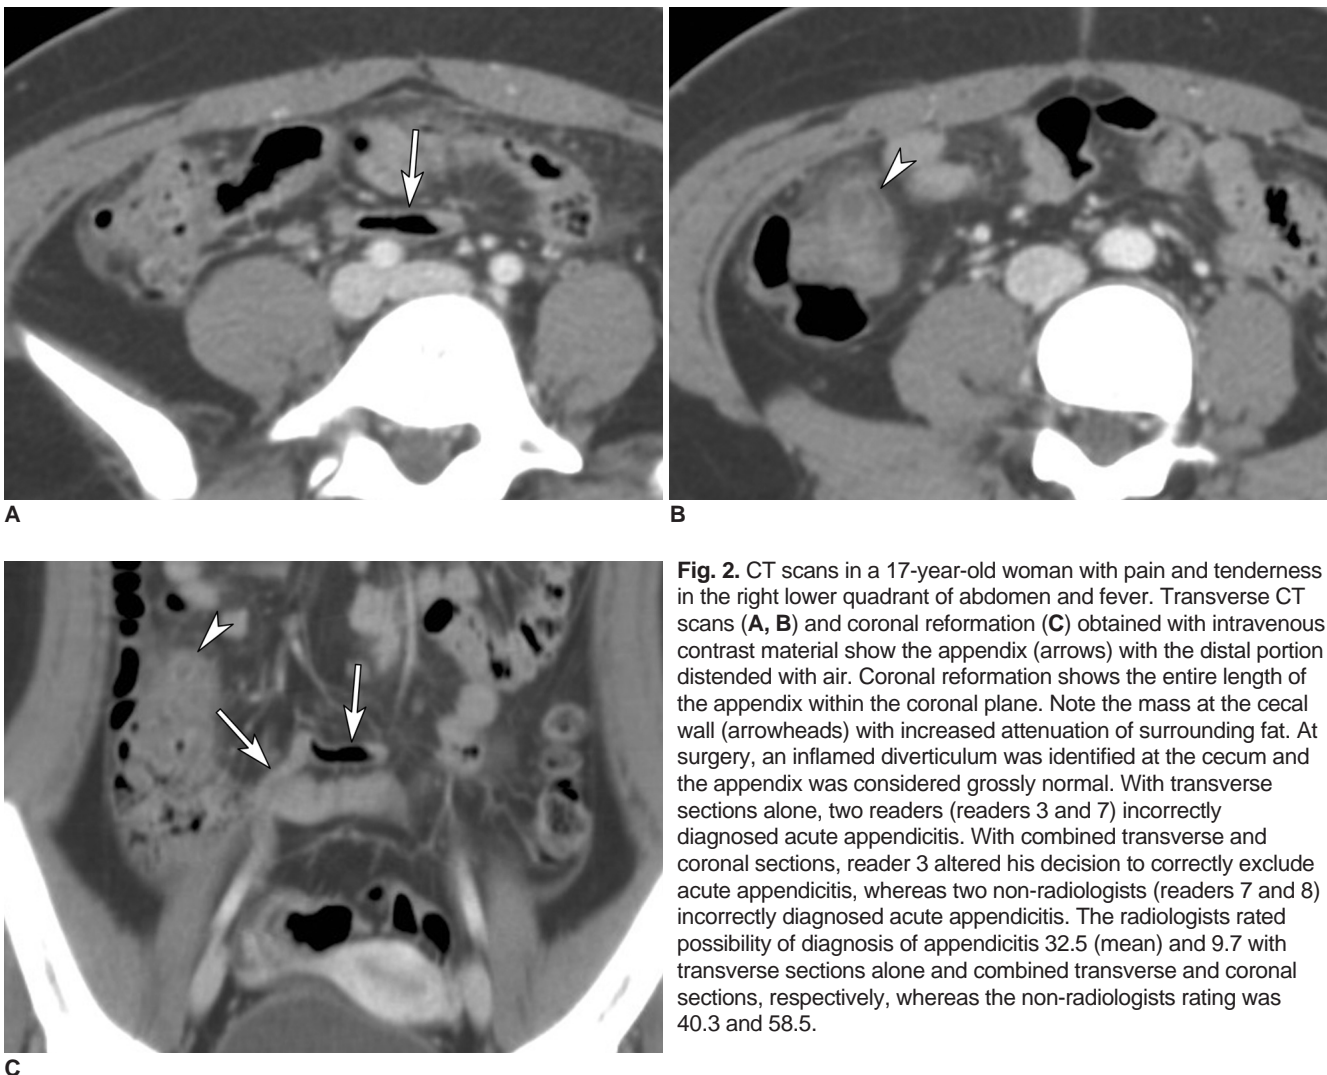 A
B
C
Fig. 2. CT scans in a 17-year-old woman with pain and tenderness
in the right lower quadrant of abdomen and fever. Transverse CT
scans (A, B) and coronal reformation (C) obtained with intravenous
contrast material show the appendix (arrows) with the distal portion
distended with air. Coronal reformation shows the entire length of
the appendix within the coronal plane. Note the mass at the cecal
wall (arrowheads) with increased attenuation of surrounding fat. At
surgery, an inflamed diverticulum was identified at the cecum and
the appendix was considered grossly normal. With transverse
sections alone, two readers (readers 3 and 7) incorrectly
diagnosed acute appendicitis. With combined transverse and
coronal sections, reader 3 altered his decision to correctly exclude
acute appendicitis, whereas two non-radiologists (readers 7 and 8)
incorrectly diagnosed acute appendicitis. The radiologists rated
possibility of diagnosis of appendicitis 32.5 (mean) and 9.7 with
transverse sections alone and combined transverse and coronal
sections, respectively, whereas the non-radiologists rating was
40.3 and 58.5.